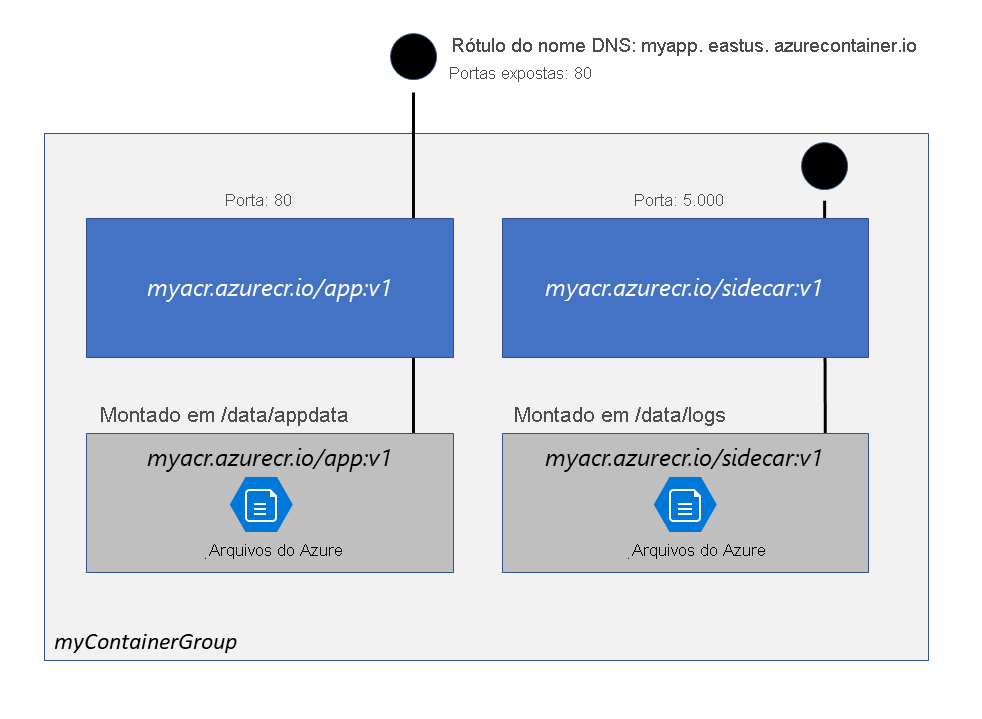 Rótulo do nome DNS: myapp. eastus. azurecontainer.io
Portas expostas: 80
Porta: 80
Porta: 5.000
myacr.azurecr.io/app:v1
myacr.azurecr.io/sidecar:v1
Montado em /data/appdata
Montado em /data/logs
myacr.azurecr.io/app:v1
myacr.azurecr.io/sidecar:v1
Arquivos do Azure
Arquivos do Azure
myContainerGroup